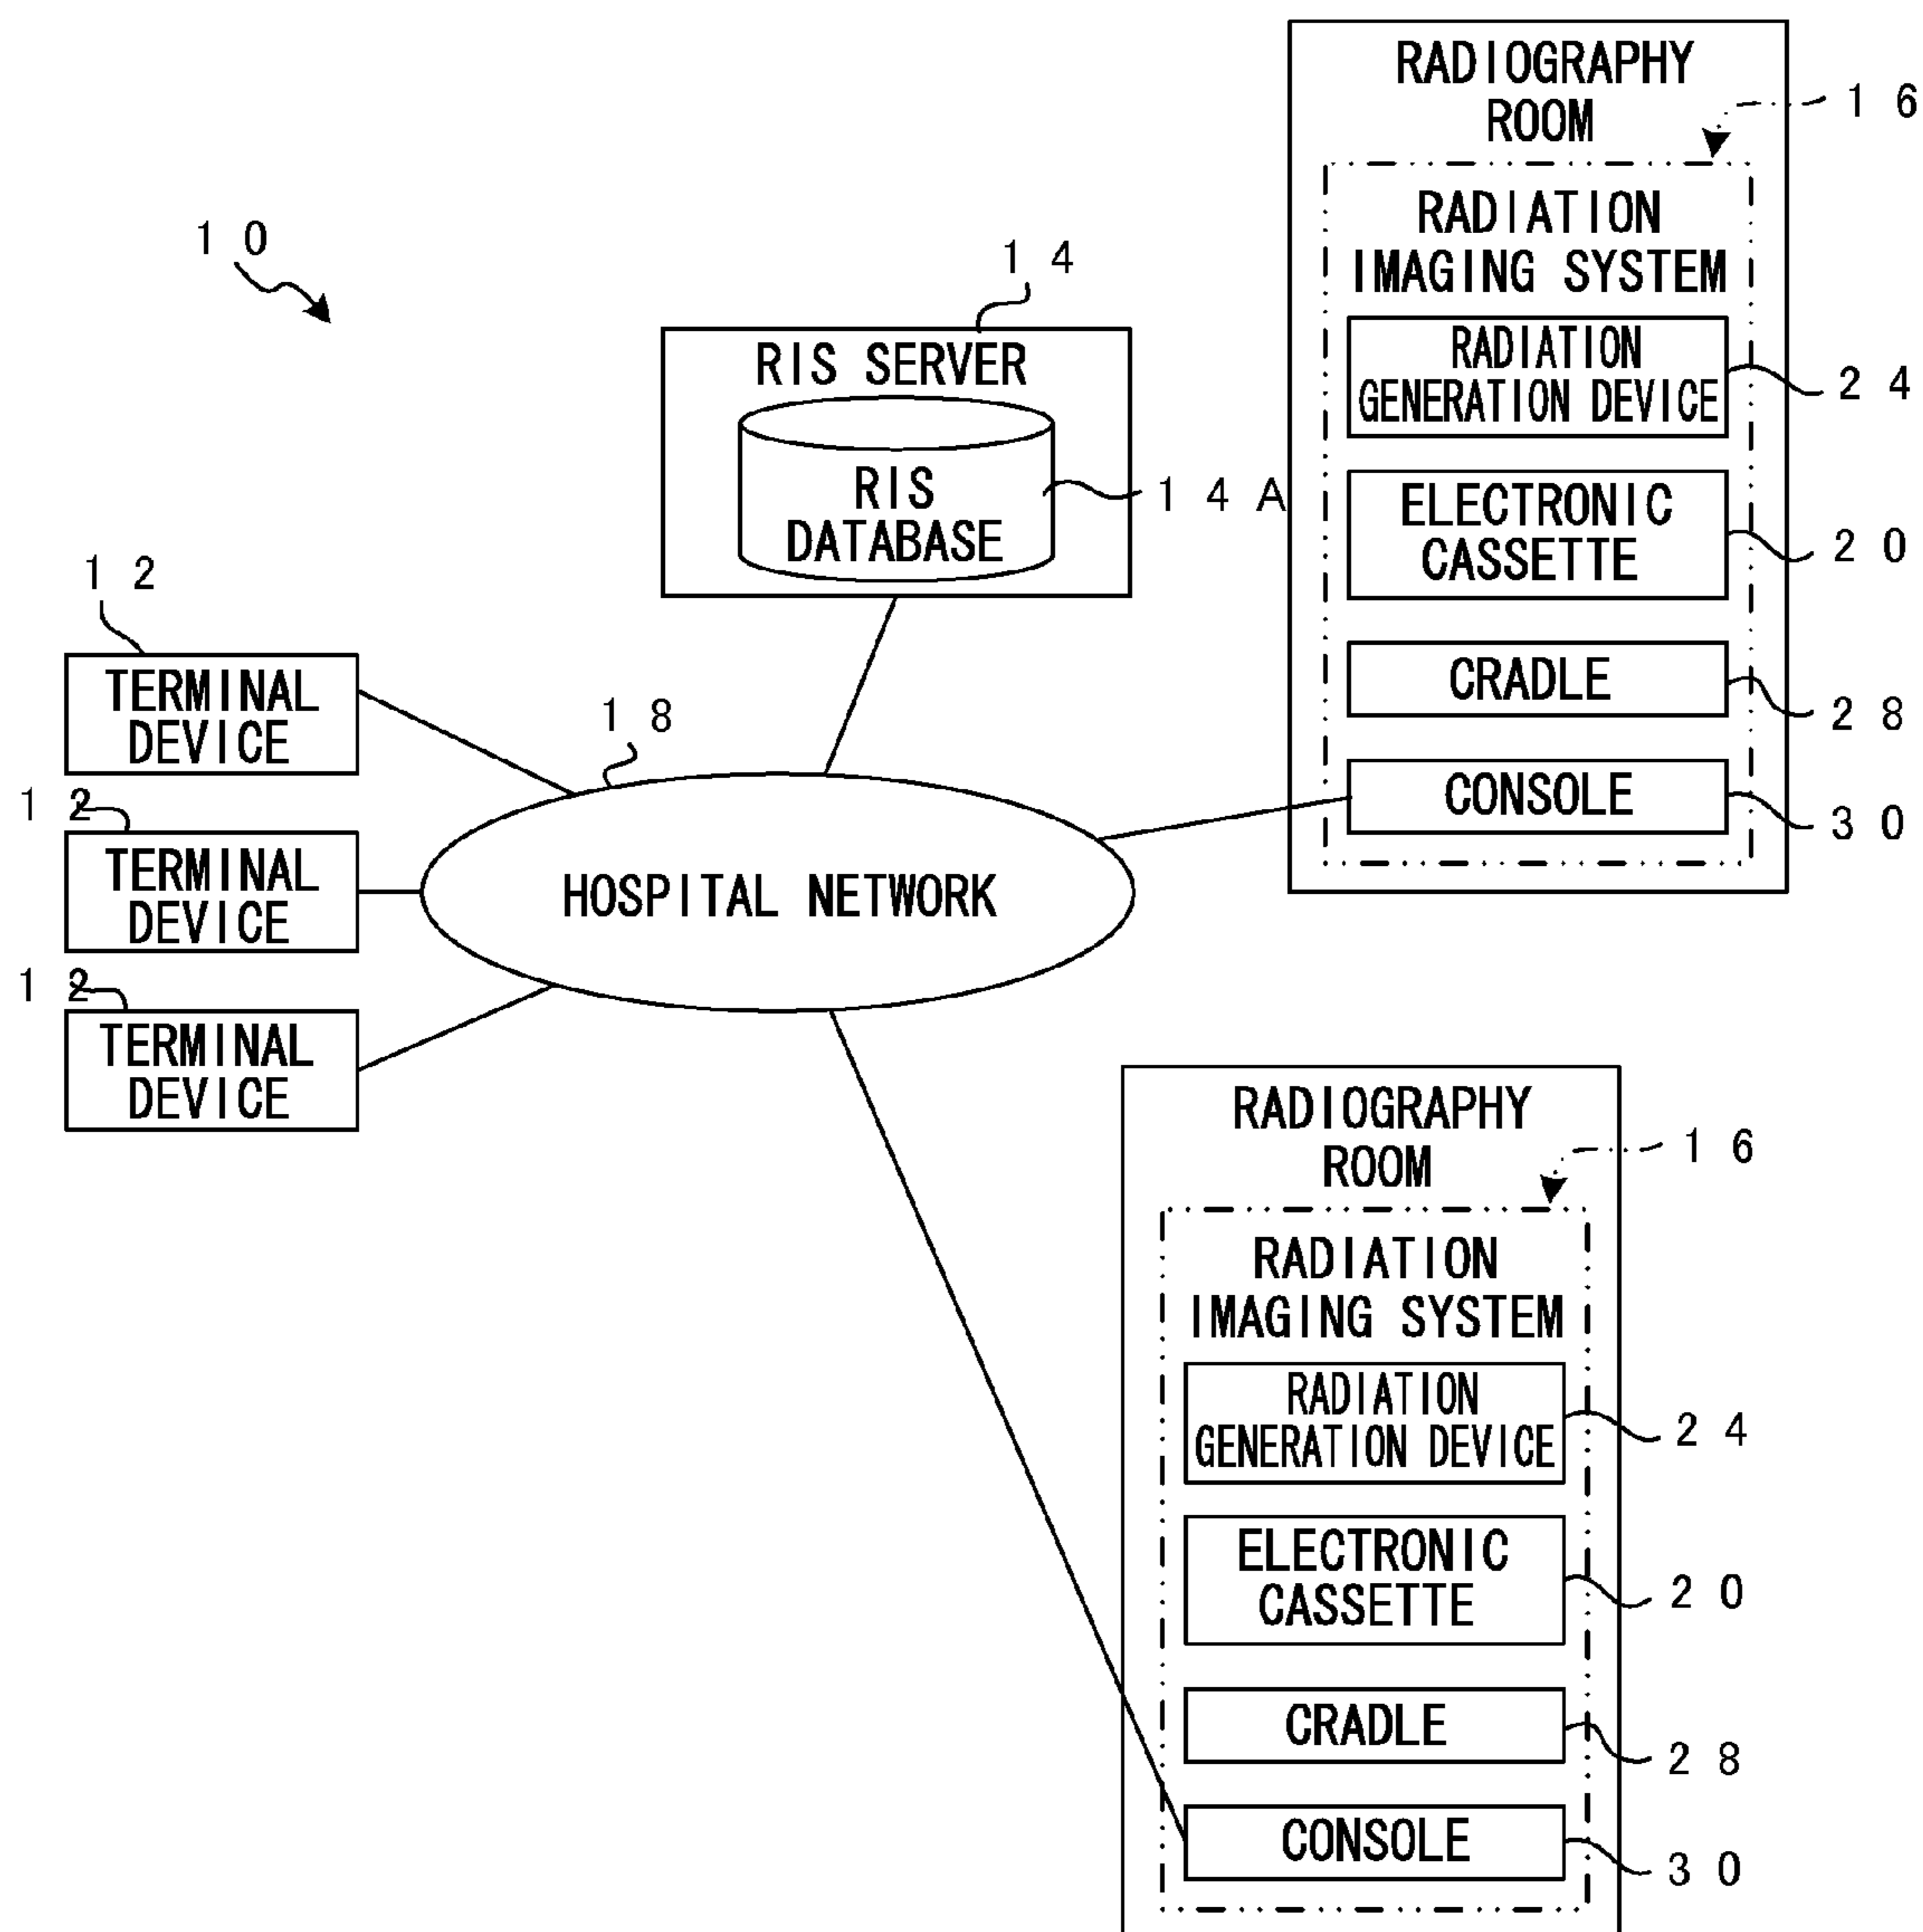 10
RIS SERVER
14
RIS
DATABASE
14A
12
TERMINAL
DEVICE
12
TERMINAL
DEVICE
12
TERMINAL
DEVICE
18
HOSPITAL NETWORK
RADIOGRAPHY
ROOM
16
RADIATION
IMAGING SYSTEM
RADIATION
GENERATION DEVICE
24
ELECTRONIC
CASSETTE
20
CRADLE
28
CONSOLE
30
RADIOGRAPHY
ROOM
16
RADIATION
IMAGING SYSTEM
RADIATION
GENERATION DEVICE
24
ELECTRONIC
CASSETTE
20
CRADLE
28
CONSOLE
30